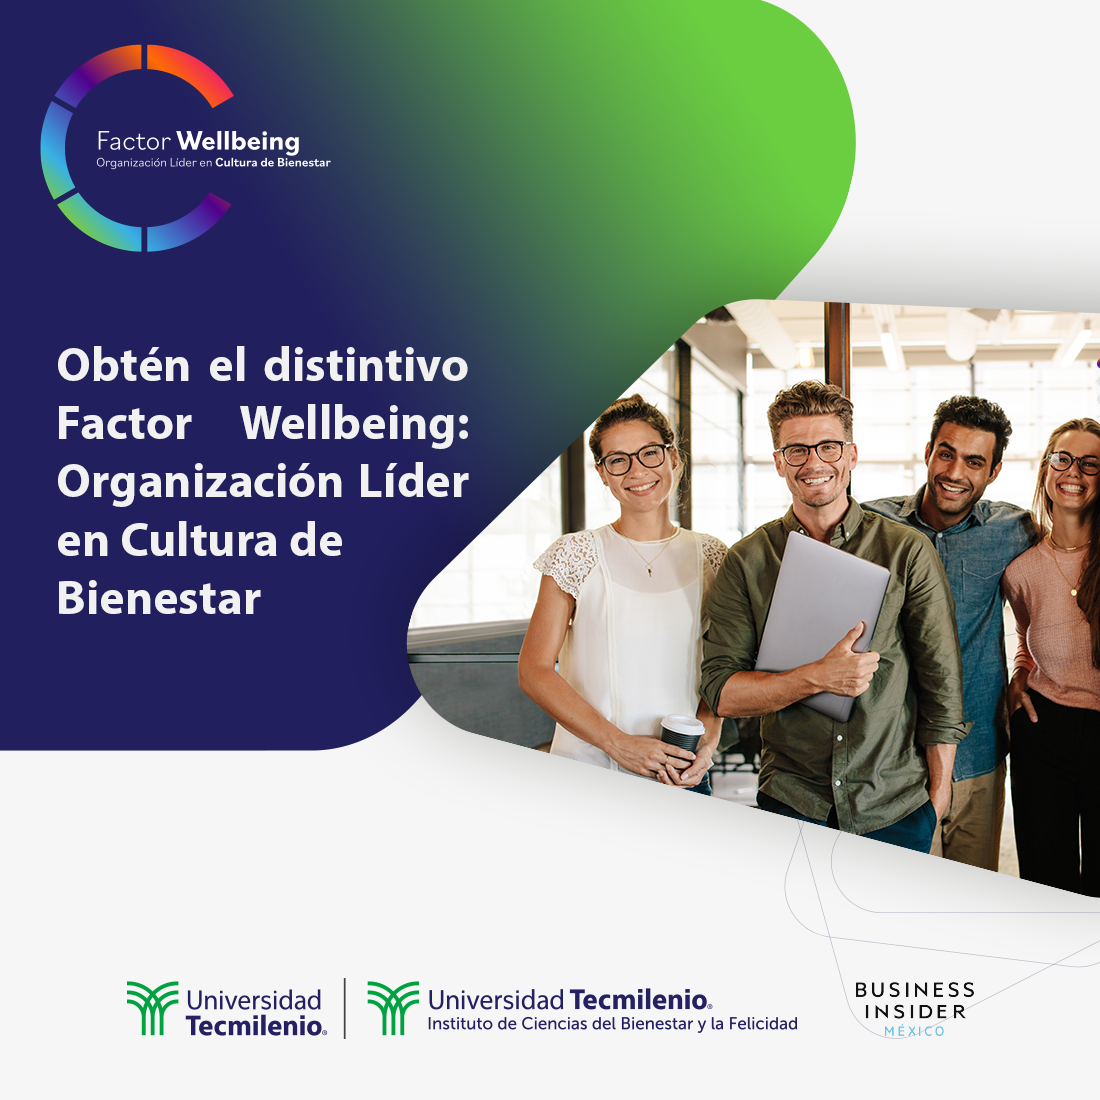 Factor Wellbeing
Organización Líder en Cultura de Bienestar
Obtén el distintivo
Factor Wellbeing:
Organización Líder
en Cultura de
Bienestar
Universidad
Tecmilenio®
Universidad Tecmilenio®
Instituto de Ciencias del Bienestar y la Felicidad
BUSINESS
INSIDER
MÉXICO